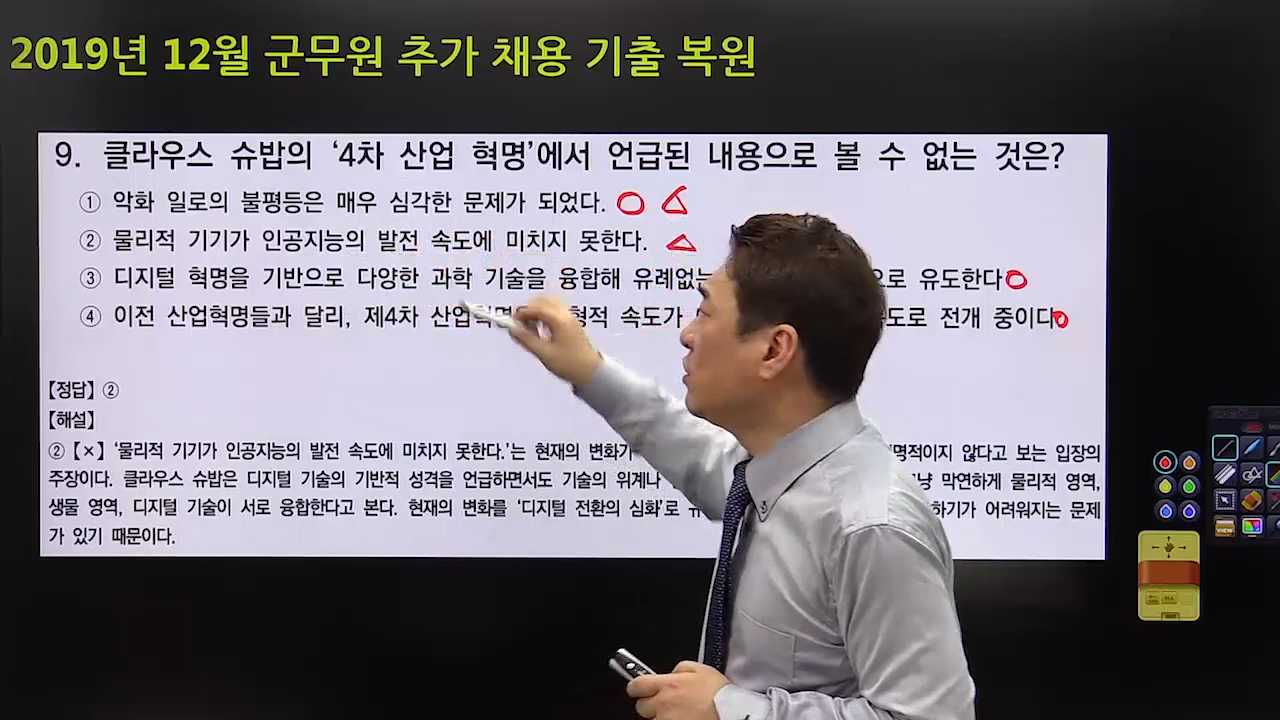 2019년 12월 군무원 추가 채용 기출 복원
9. 클라우스 슈밥의 ‘4차 산업 혁명’에서 언급된 내용으로 볼 수 없는 것은?
① 악화 일로의 불평등은 매우 심각한 문제가 되었다.
② 물리적 기기가 인공지능의 발전 속도에 미치지 못한다.
③ 디지털 혁명을 기반으로 다양한 과학 기술을 융합해 유례없는 으로 유도한다
④ 이전 산업혁명들과 달리, 제4차 산업혁명 형적 속도가 도로 전개 중이다
【정답】 ②
【해설】
② 【×】 ‘물리적 기기가 인공지능의 발전 속도에 미치지 못한다.’는 현재의 변화가 명적이지 않다고 보는 입장의
주장이다. 클라우스 슈밥은 디지털 기술의 기반적 성격을 언급하면서도 기술의 위계나 냥 막연하게 물리적 영역,
생물 영역, 디지털 기술이 서로 융합한다고 본다. 현재의 변화를 ‘디지털 전환의 심화’로 하기가 어려워지는 문제
가 있기 때문이다.
VIEW
ALL